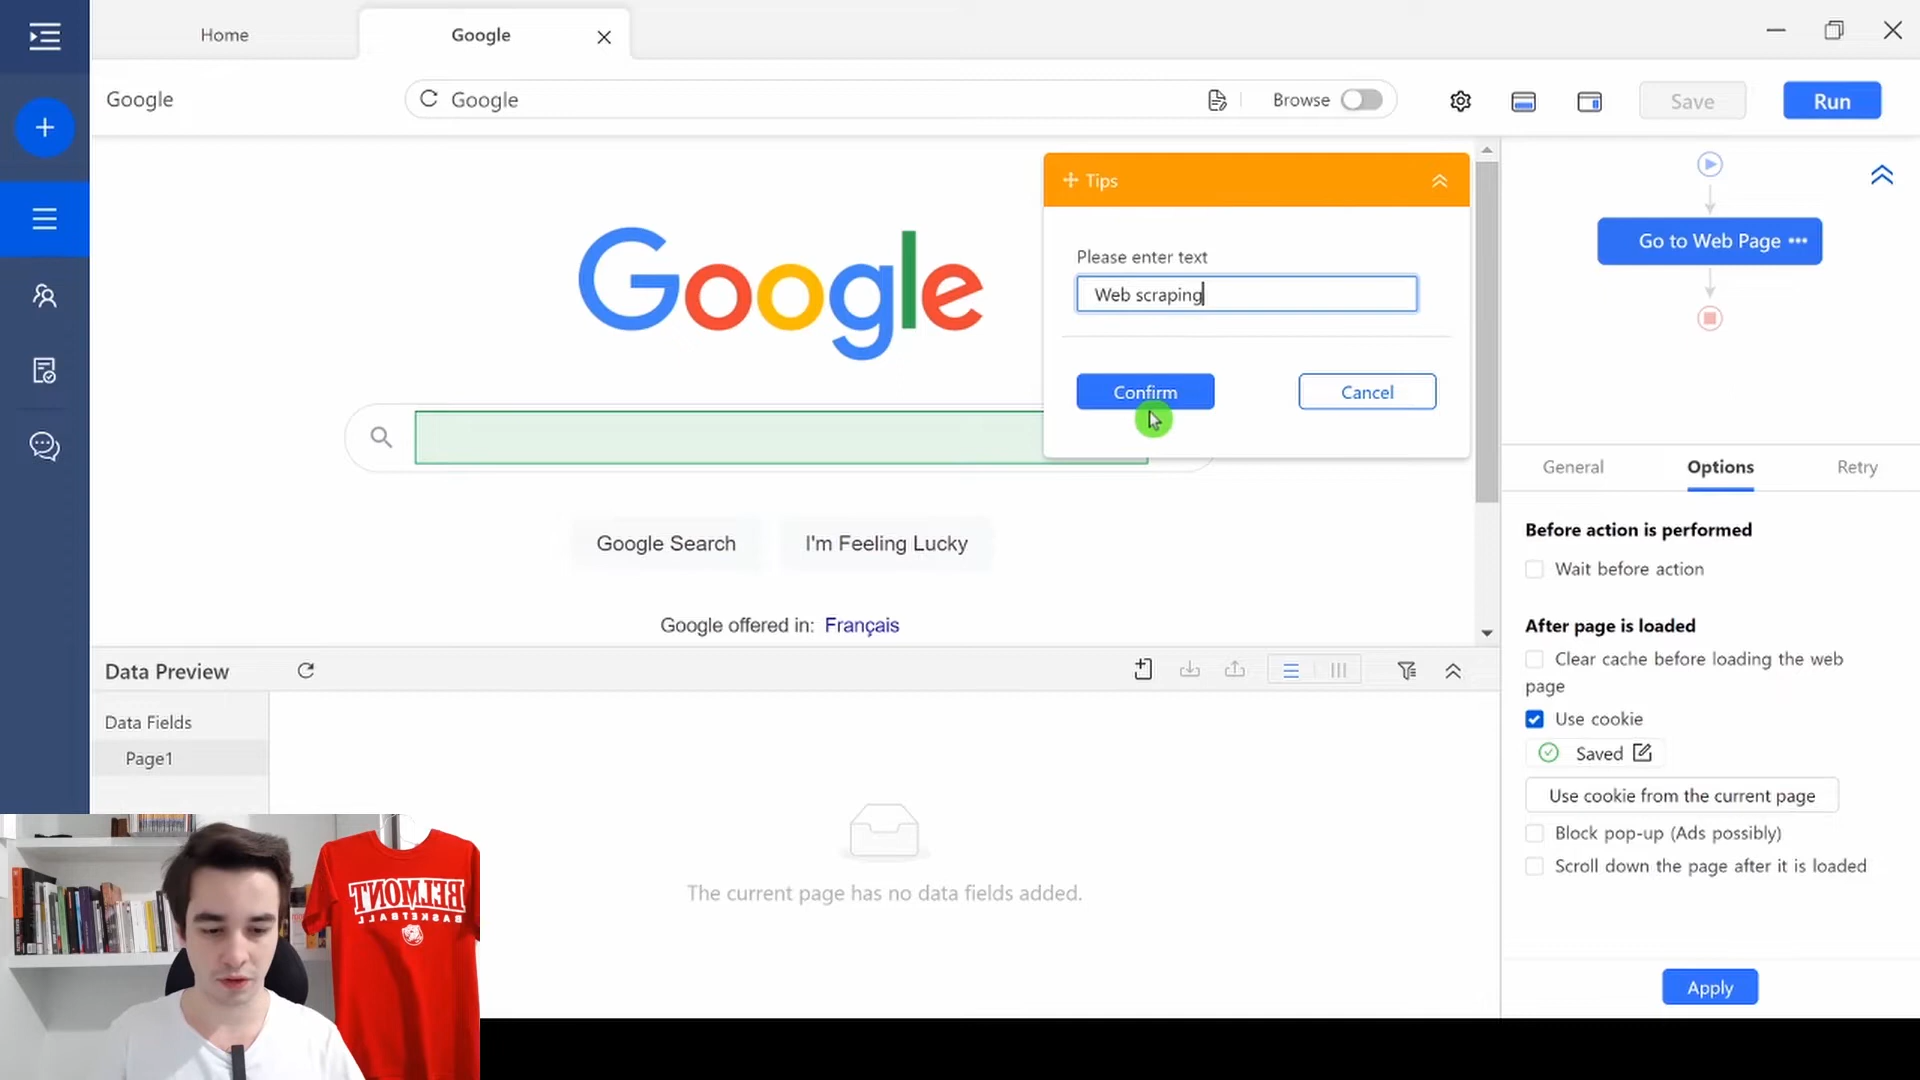 Home
Google
Google
Google
Browse
Save
Run
Google
Tips
Please enter text
Web scraping
Confirm
Cancel
Google Search
I'm Feeling Lucky
Google offered in: Français
Go to Web Page
General
Options
Retry
Before action is performed
Wait before action
After page is loaded
Clear cache before loading the web
page
Use cookie
Saved
Use cookie from the current page
Block pop-up (Ads possibly)
Scroll down the page after it is loaded
Apply
Data Preview
Data Fields
Page1
The current page has no data fields added.
BELMONT
BASKETBALL